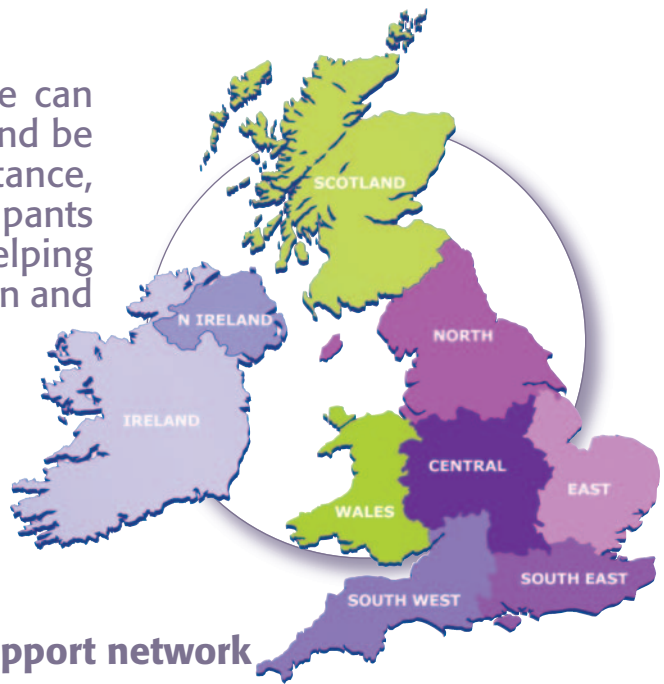 e can
nd be
tance,
pants
elping
n and
SCOTLAND
N IRELAND
NORTH
IRELAND
CENTRAL
EAST
WALES
SOUTH EAST
SOUTH WEST
pport network